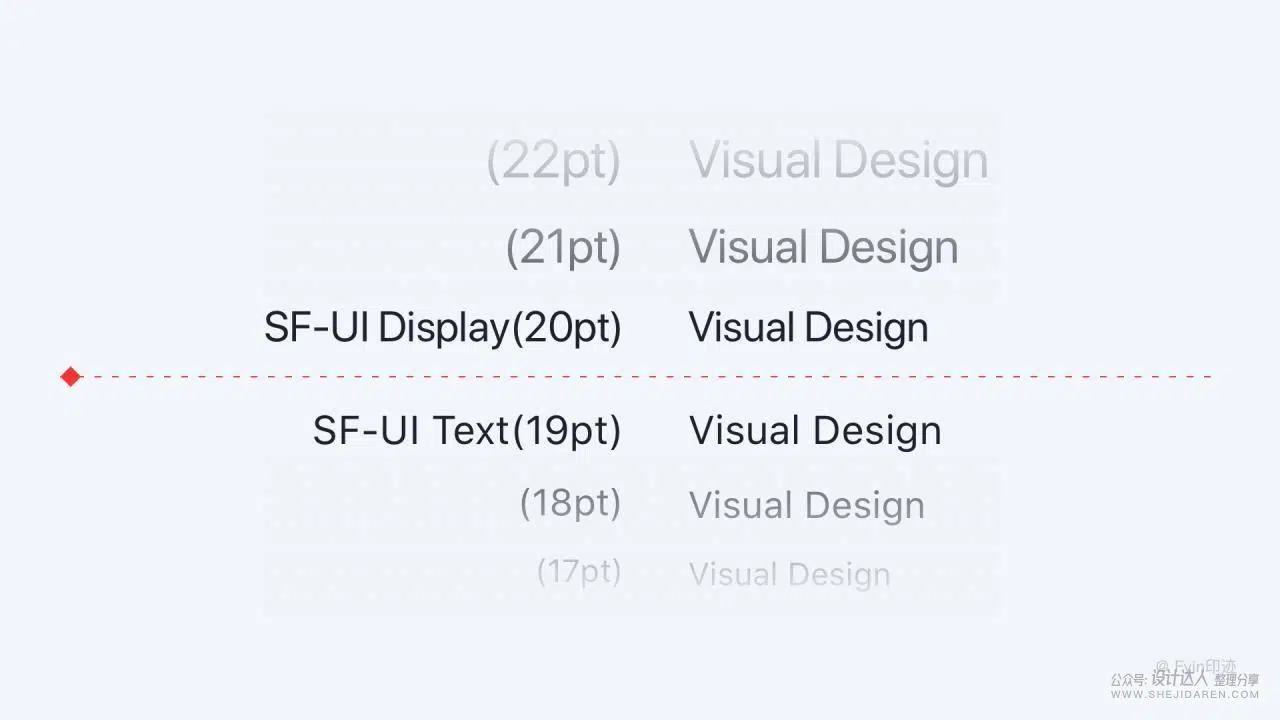 (22pt) Visual Design
(21pt) Visual Design
SF-UI Display(20pt) Visual Design
SF-UI Text(19pt) Visual Design
(18pt) Visual Design
(17pt) Visual Design
@ Evin印迹
公众号: 设计达人 整理分享
WWW.SHEJIDAREN.COM